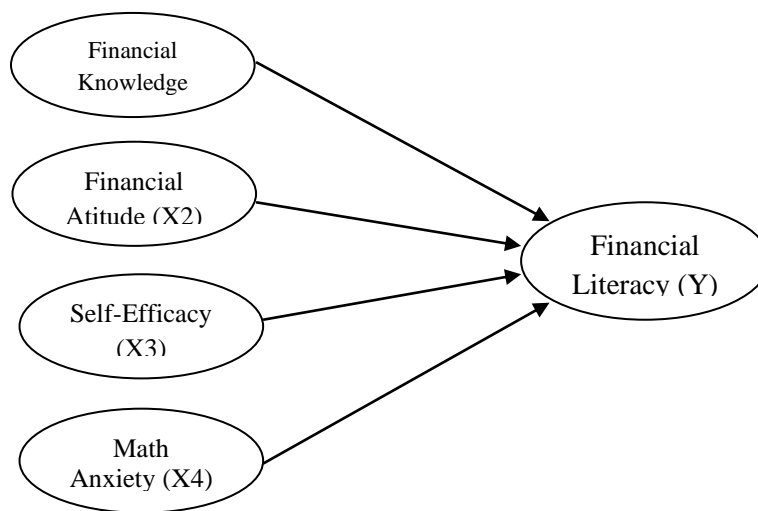 Financial
Knowledge
Financial
Atitude (X2)
Self-Efficacy
(X3)
Math
Anxiety (X4)
Financial
Literacy (Y)